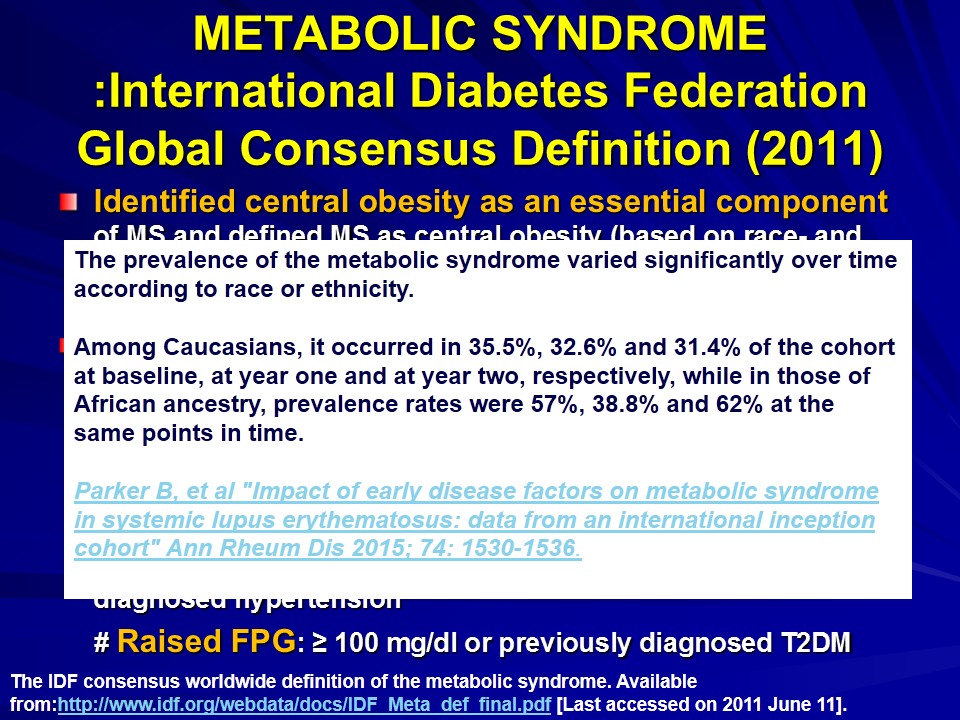 METABOLIC SYNDROME
:International Diabetes Federation
Global Consensus Definition (2011)
Identified central obesity as an essential component
of MS and defined MS as central obesity (based on race- and
The prevalence of the metabolic syndrome varied significantly over time
according to race or ethnicity.
Among Caucasians, it occurred in 35.5%, 32.6% and 31.4% of the cohort
at baseline, at year one and at year two, respectively, while in those of
African ancestry, prevalence rates were 57%, 38.8% and 62% at the
same points in time.
Parker B, et al "Impact of early disease factors on metabolic syndrome
in systemic lupus erythematosus: data from an international inception
cohort" Ann Rheum Dis 2015; 74: 1530-1536.
diagnosed hypertension
# Raised FPG: ≥ 100 mg/dl or previously diagnosed T2DM
The IDF consensus worldwide definition of the metabolic syndrome. Available
from:http://www.idf.org/webdata/docs/IDF_Meta_def_final.pdf [Last accessed on 2011 June 11].